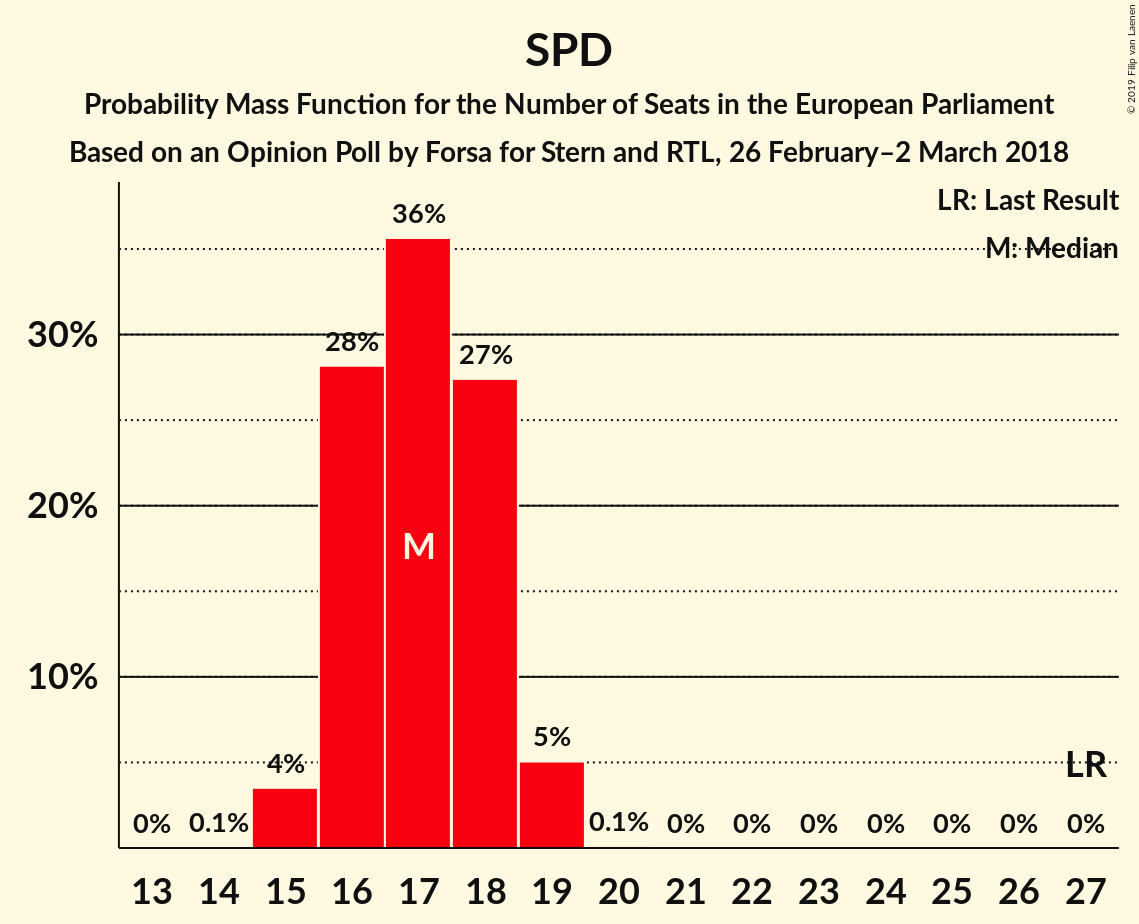 SPD
Probability Mass Function for the Number of Seats in the European Parliament
Based on an Opinion Poll by Forsa for Stern and RTL, 26 February–2 March 2018
© 2019 Filip van Laenen
LR: Last Result
M: Median
30%
20%
10%
0%
0.1%
4%
28%
36%
27%
5%
0.1%
0%
0%
0%
0%
0%
0%
0%
M
LR
13 14 15 16 17 18 19 20 21 22 23 24 25 26 27